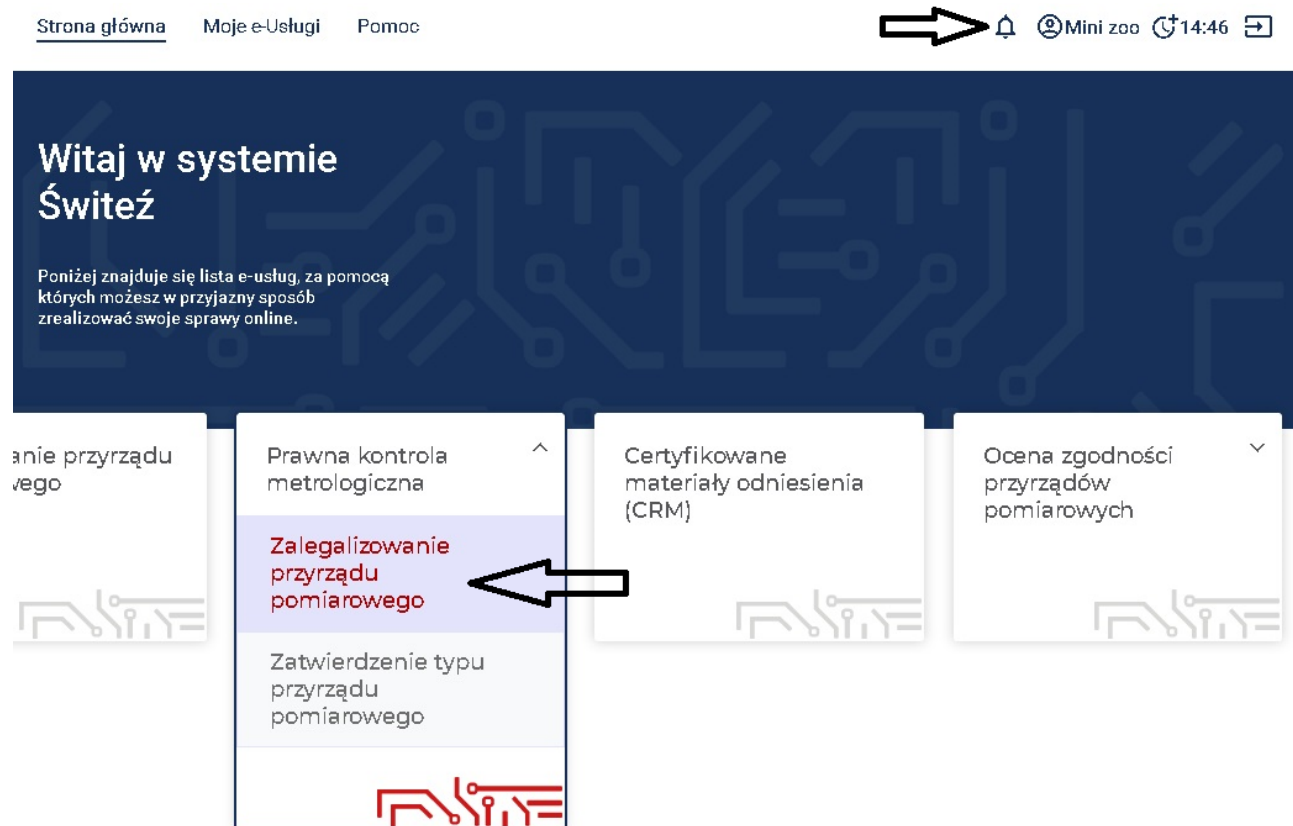 Strona główna Moje e-Usługi Pomoc Mini zoo 14:46
Witaj w systemie
Świteź
Poniżej znajduje się lista e-usług, za pomocą
których możesz w przyjazny sposób
zrealizować swoje sprawy online.
anie przyrządu
Prawna kontrola
metrologiczna
Zalegalizowanie
przyrządu
pomiarowego
Zatwierdzenie typu
przyrządu
pomiarowego
Certyfikowane
materiały odniesienia
(CRM)
Ocena zgodności
przyrządów
pomiarowych